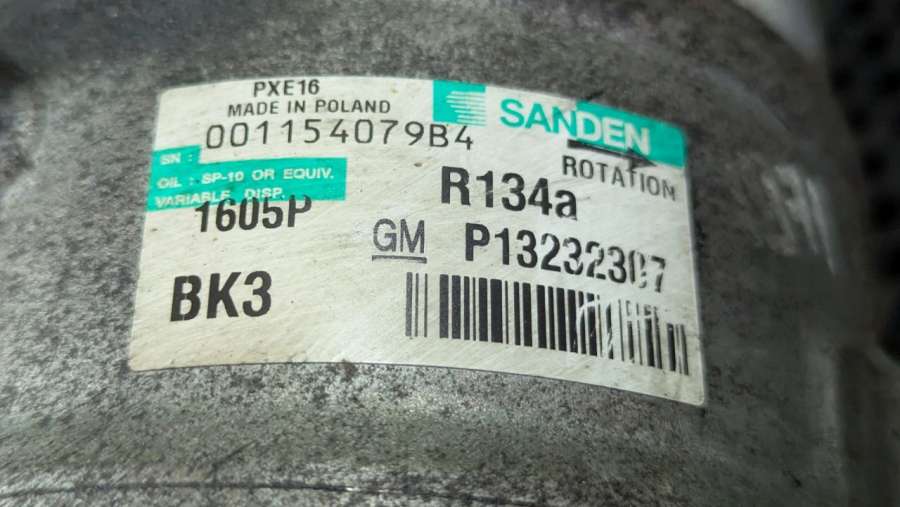 PXE16
MADE IN POLAND
SANDEN
SN :
001154079B4
ROTATION
OIL : SP-10 OR EQUIV.
VARIABLE DISP.
R134a
1605P
GM P13232307
BK3